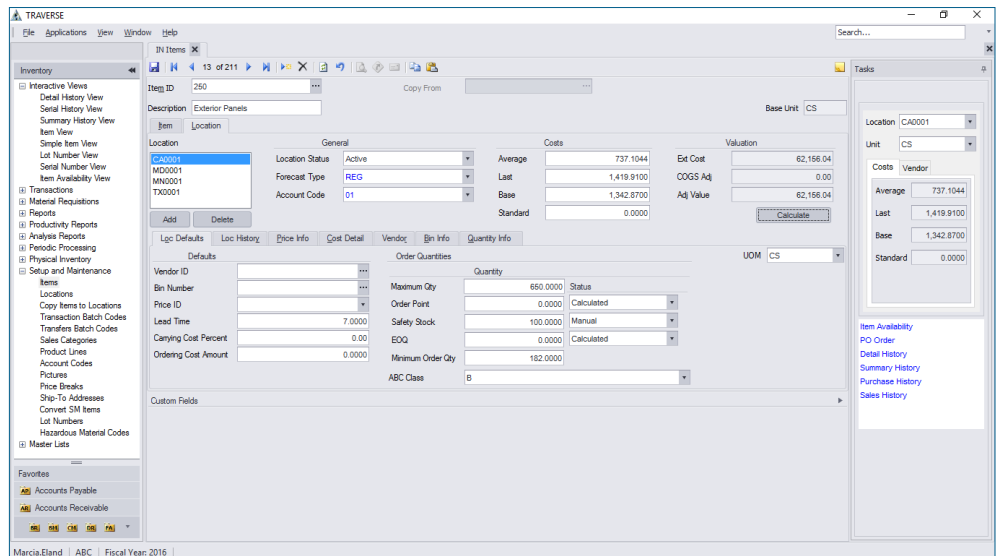 TRAVERSE
File Applications View Window Help
Search...
IN Items
Inventory
Interactive Views
Detail History View
Serial History View
Summary History View
Item View
Simple Item View
Lot Number View
Serial Number View
Item Availability View
Transactions
Material Requisitions
Reports
Productivity Reports
Analysis Reports
Periodic Processing
Physical Inventory
Setup and Maintenance
Items
Locations
Copy Items to Locations
Transaction Batch Codes
Transfers Batch Codes
Sales Categories
Product Lines
Account Codes
Pictures
Price Breaks
Ship-To Addresses
Convert SM Items
Lot Numbers
Hazardous Material Codes
Master Lists
Favorites
AP Accounts Payable
AR Accounts Receivable
13 of 211
Item ID 250 ... Copy From ...
Description Exterior Panels Base Unit CS
Item Location
Location General Costs Valuation
CA0001 Location Status Active Average 737.1044 Ext Cost 62,156.04
MD0001
MN0001 Forecast Type REG Last 1,419.9100 COGS Adj 0.00
TX0001 Account Code 01 Base 1,342.8700 Adj Value 62,156.04
Add Delete Standard 0.0000 Calculate
Loc Defaults Loc History Price Info Cost Detail Vendor Bin Info Quantity Info
Defaults Order Quantities UOM CS
Vendor ID ... Quantity
Bin Number ... Maximum Qty 650.0000 Status
Price ID Order Point 0.0000 Calculated
Lead Time 7.0000 Safety Stock 100.0000 Manual
Carrying Cost Percent 0.00 EOQ 0.0000 Calculated
Ordering Cost Amount 0.0000 Minimum Order Qty 182.0000
ABC Class B
Custom Fields
Tasks
Location CA0001
Unit CS
Costs Vendor
Average 737.1044
Last 1,419.9100
Base 1,342.8700
Standard 0.0000
Item Availability
PO Order
Detail History
Summary History
Purchase History
Sales History
Marcia.Eland ABC Fiscal Year: 2016